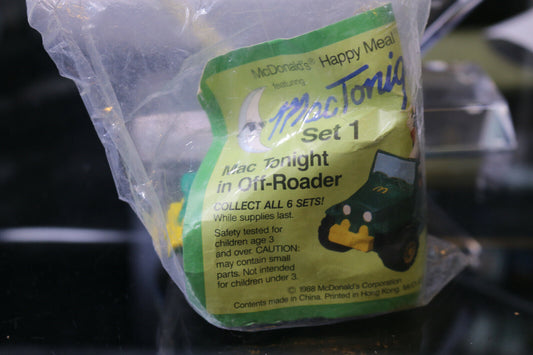 McDonald's® Happy Meal
featuring
Mac Tonig
Set 1
Mac Tonight
in Off-Roader
COLLECT ALL 6 SETS!
While supplies last.
Safety tested for
children age 3
and over. CAUTION:
may contain small
parts. Not intended
for children under 3.
© 1988 McDonald's Corporation
Contents made in China. Printed in Hong Kong.